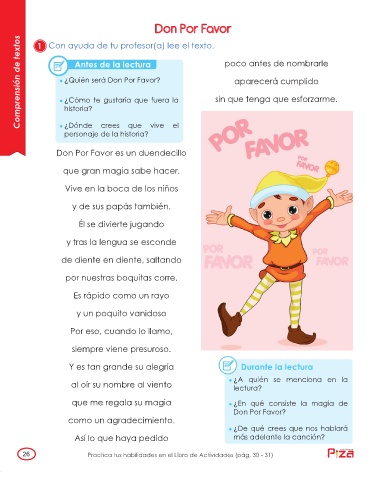 Don Por Favor
1 Con ayuda de tu profesor(a) lee el texto.
Comprensión de textos
Antes de la lectura
• ¿Quién será Don Por Favor?
• ¿Cómo te gustaría que fuera la
historia?
• ¿Dónde crees que vive el
personaje de la historia?
Don Por Favor es un duendecillo
que gran magia sabe hacer.
Vive en la boca de los niños
y de sus papás también.
Él se divierte jugando
y tras la lengua se esconde
de diente en diente, saltando
por nuestras boquitas corre.
Es rápido como un rayo
y un poquito vanidoso
Por eso, cuando lo llamo,
siempre viene presuroso.
Y es tan grande su alegría
al oír su nombre al viento
que me regala su magia
como un agradecimiento.
Así lo que haya pedido
poco antes de nombrarle
aparecerá cumplido
sin que tenga que esforzarme.
POR
FAVOR
POR
FAVOR
POR
FAVOR
POR
FAVOR
Durante la lectura
• ¿A quién se menciona en la
lectura?
• ¿En qué consiste la magia de
Don Por Favor?
• ¿De qué crees que nos hablará
más adelante la canción?
26
Practica tus habilidades en el Libro de Actividades (pág. 30 - 31)